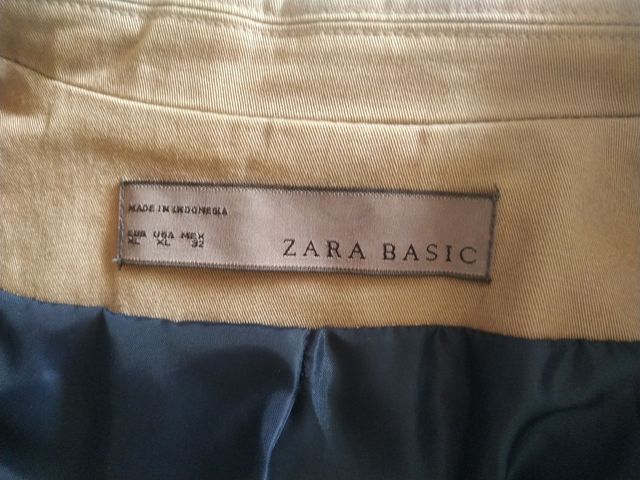 MADE IN INDONESIA
EUR USA MEX
XL XL 32
ZARA BASIC